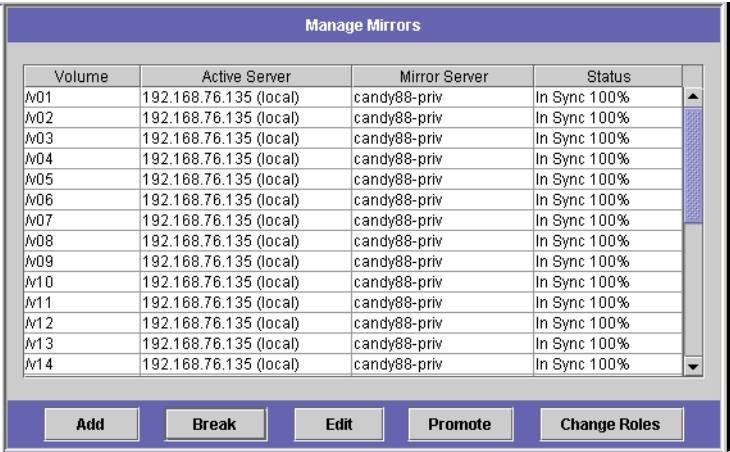 Manage Mirrors
Volume Active Server Mirror Server Status
/v01 192.168.76.135 (local) candy88-priv In Sync 100%
/v02 192.168.76.135 (local) candy88-priv In Sync 100%
/v03 192.168.76.135 (local) candy88-priv In Sync 100%
/v04 192.168.76.135 (local) candy88-priv In Sync 100%
/v05 192.168.76.135 (local) candy88-priv In Sync 100%
/v06 192.168.76.135 (local) candy88-priv In Sync 100%
/v07 192.168.76.135 (local) candy88-priv In Sync 100%
/v08 192.168.76.135 (local) candy88-priv In Sync 100%
/v09 192.168.76.135 (local) candy88-priv In Sync 100%
/v10 192.168.76.135 (local) candy88-priv In Sync 100%
/v11 192.168.76.135 (local) candy88-priv In Sync 100%
/v12 192.168.76.135 (local) candy88-priv In Sync 100%
/v13 192.168.76.135 (local) candy88-priv In Sync 100%
/v14 192.168.76.135 (local) candy88-priv In Sync 100%
Add Break Edit Promote Change Roles